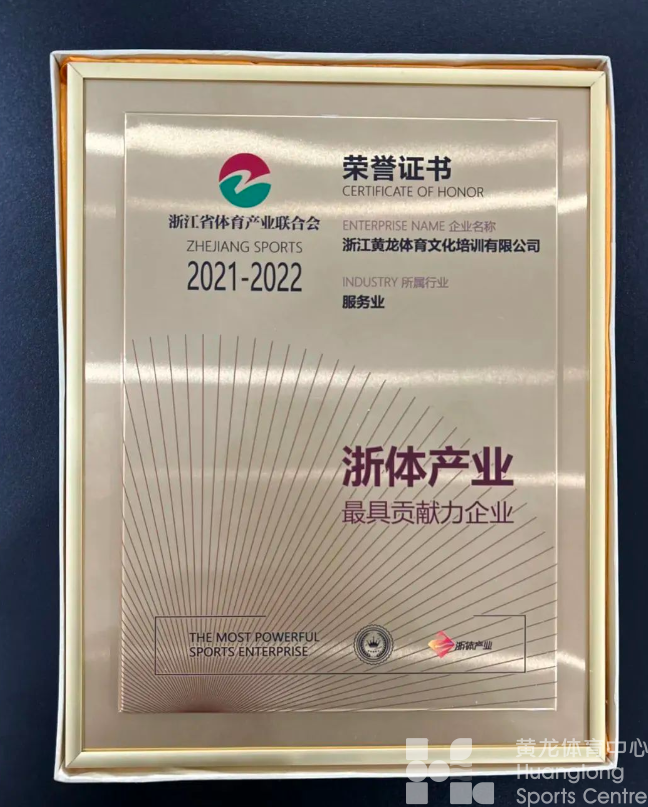 浙江省体育产业联合会
ZHEJIANG SPORTS
2021-2022
荣誉证书
CERTIFICATE OF HONOR
ENTERPRISE NAME 企业名称
浙江黄龙体育文化培训有限公司
INDUSTRY 所属行业
服务业
浙体产业
最具贡献力企业
THE MOST POWERFUL
SPORTS ENTERPRISE
浙体产业
黄龙体育中心
Huanglong
Sports Centre